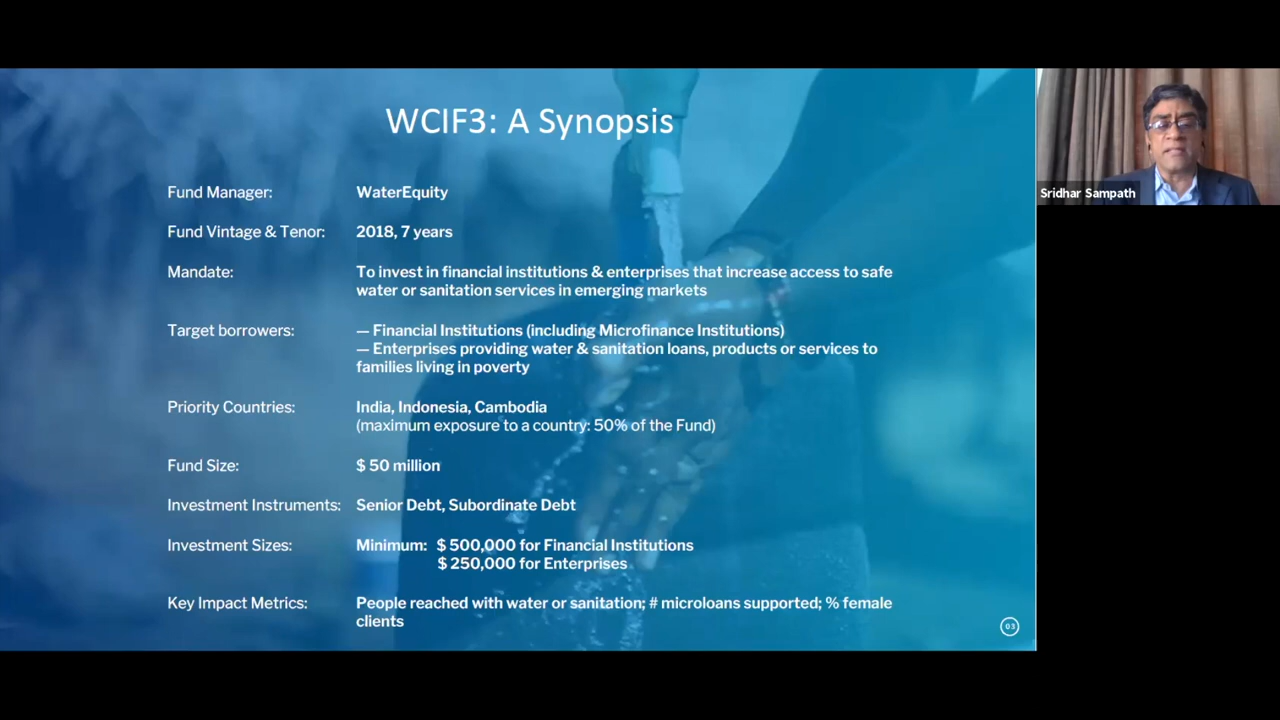 WCIF3: A Synopsis
Fund Manager: WaterEquity
Fund Vintage & Tenor: 2018, 7 years
Mandate: To invest in financial institutions & enterprises that increase access to safe
water or sanitation services in emerging markets
Target borrowers: — Financial Institutions (including Microfinance Institutions)
— Enterprises providing water & sanitation loans, products or services to
families living in poverty
Priority Countries: India, Indonesia, Cambodia
(maximum exposure to a country: 50% of the Fund)
Fund Size: $ 50 million
Investment Instruments: Senior Debt, Subordinate Debt
Investment Sizes: Minimum: $ 500,000 for Financial Institutions
$ 250,000 for Enterprises
Key Impact Metrics: People reached with water or sanitation; # microloans supported; % female
clients
03
Sridhar Sampath